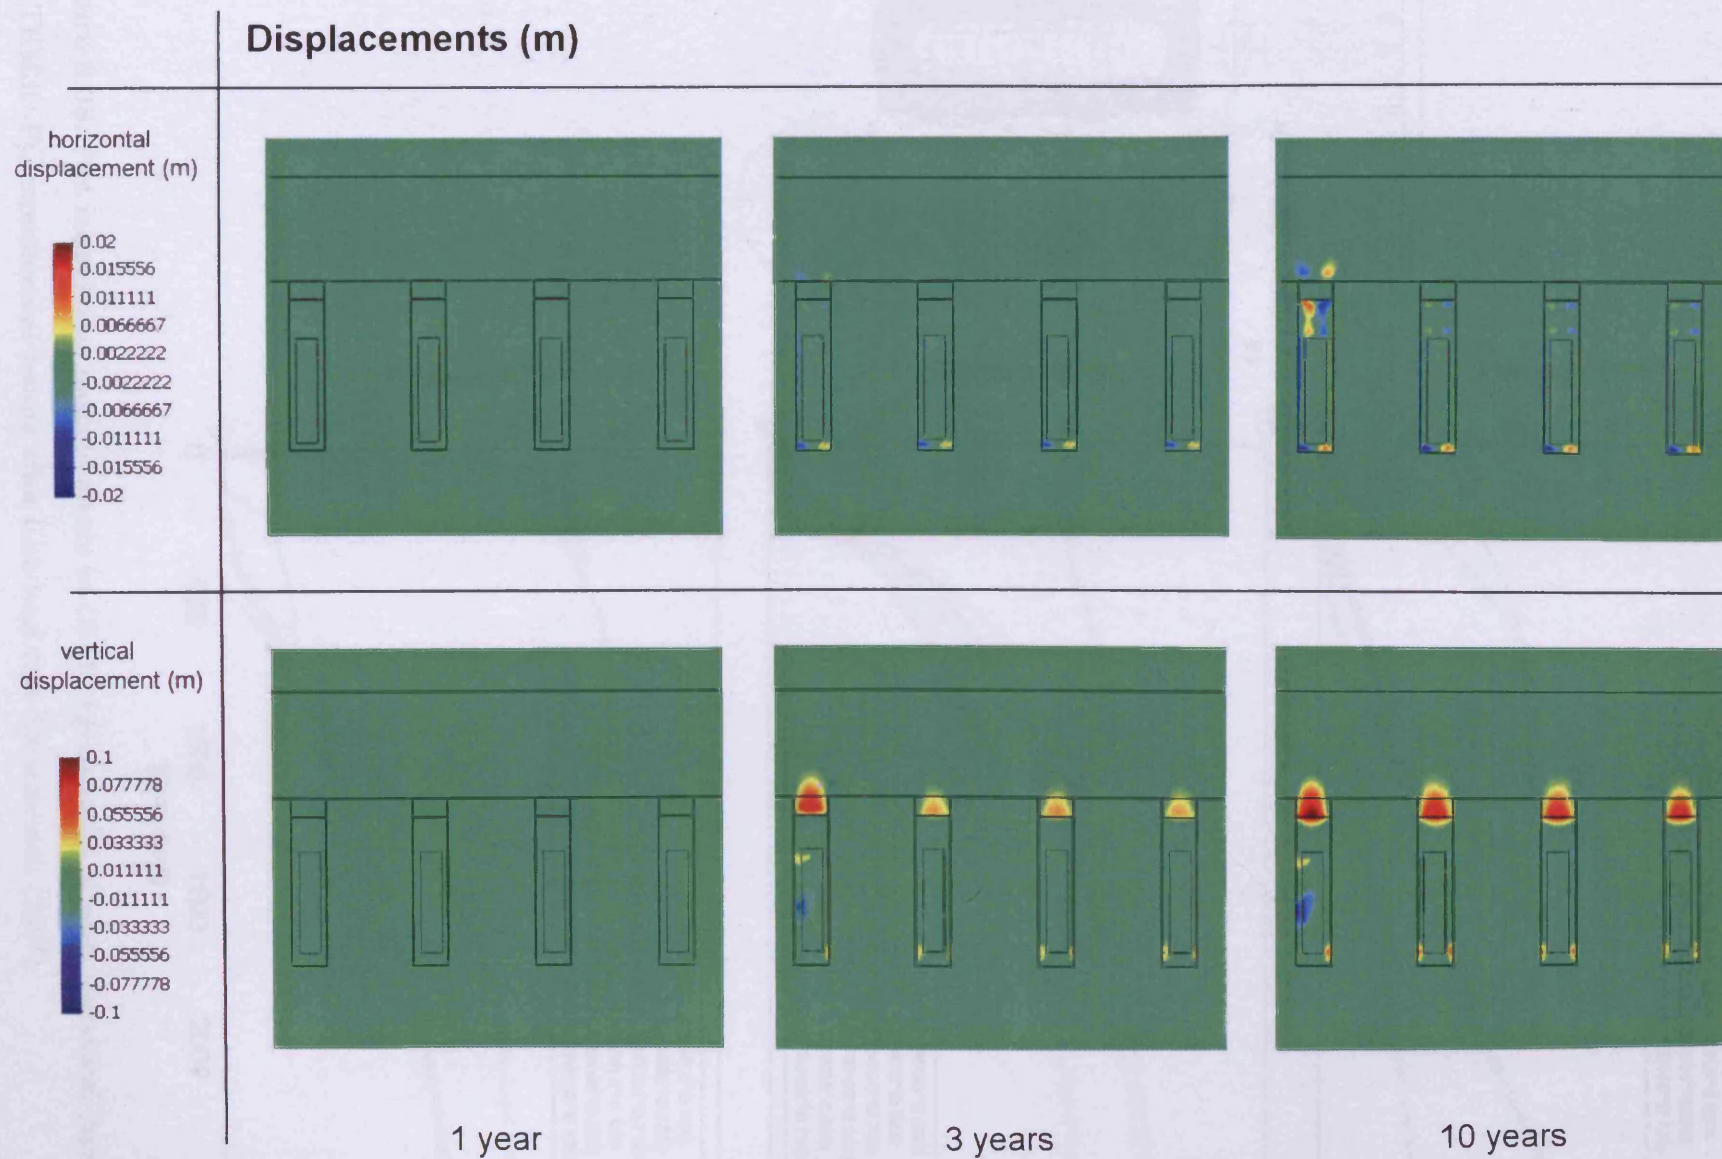 Displacements (m)
horizontal
displacement (m)
0.02
0.015556
0.011111
0.0066667
0.0022222
-0.0022222
-0.0066667
-0.011111
-0.015556
-0.02
vertical
displacement (m)
0.1
0.077778
0.055556
0.033333
0.011111
-0.011111
-0.033333
-0.055556
-0.077778
-0.1
1 year
3 years
10 years